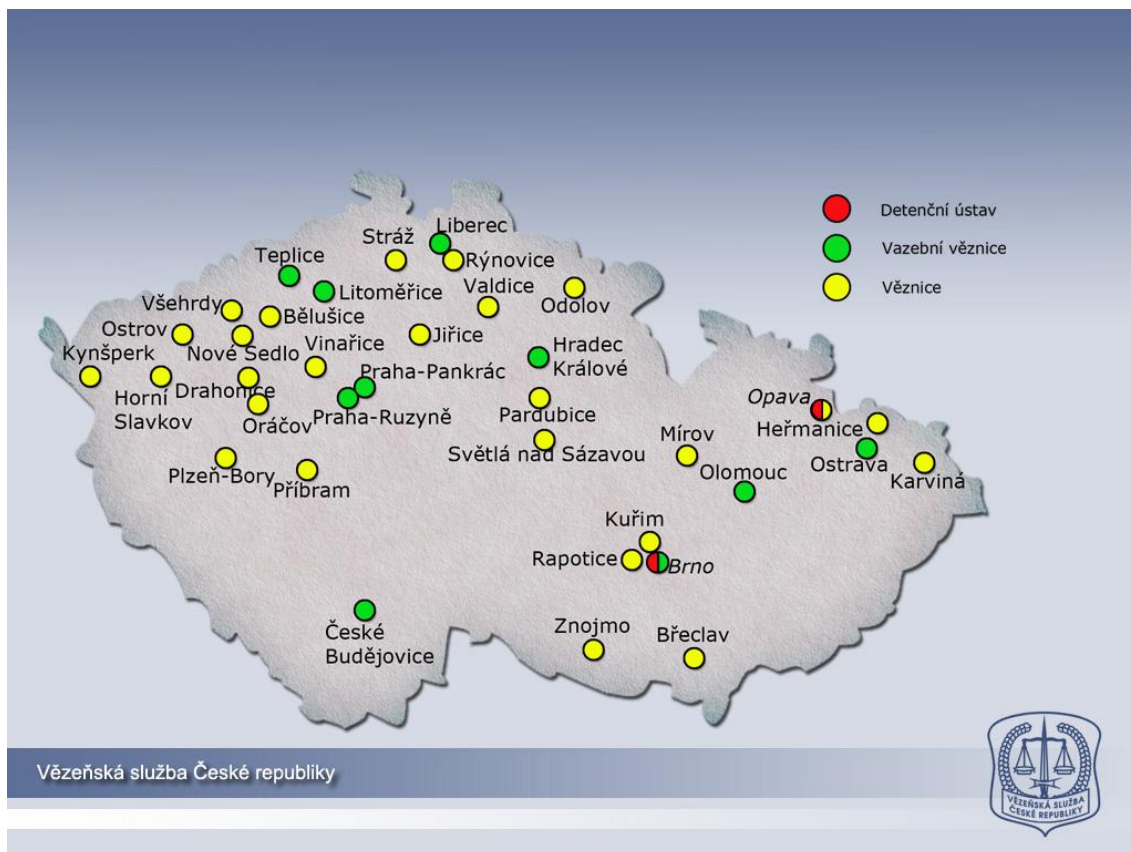 Liberec
Stráž
Detenční ústav
Teplice
Rýnovice
Vazební věznice
Litoměřice
Valdice
Odolov
Věznice
Všehrdy
Bělušice
Ostrov
Jiřice
Kynšperk
Nové Sedlo
Vinařice
Hradec
Králové
Praha-Pankrác
Horní
Slavkov
Drahonice
Praha-Ruzyně
Pardubice
Opava
Oráčov
Heřmanice
Světlá nad Sázavou
Mírov
Ostrava
Plzeň-Bory
Příbram
Olomouc
Karviná
Kuřim
Rapotice
Brno
České
Budějovice
Znojmo
Břeclav
Vězeňská služba České republiky
VĚZEŇSKÁ SLUŽBA
ČESKÉ REPUBLIKY